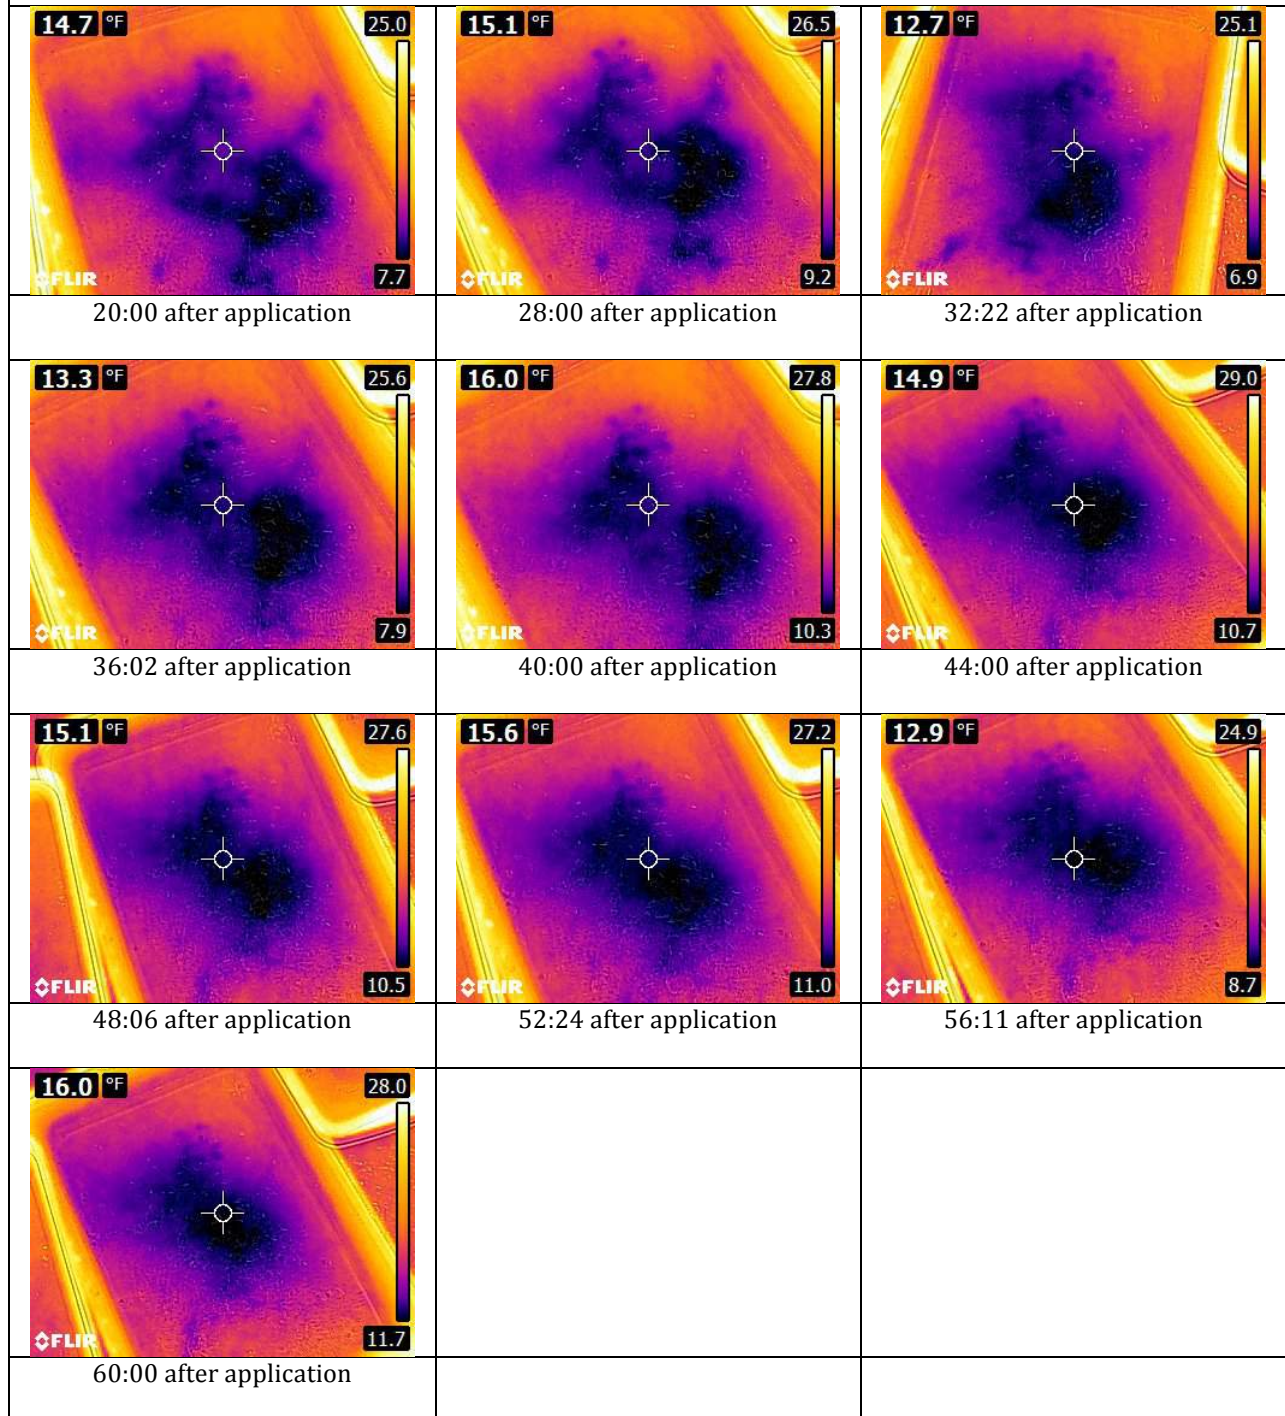 14.7 °F 25.0
FLIR 7.7
20:00 after application
15.1 °F 26.5
FLIR 9.2
28:00 after application
12.7 °F 25.1
FLIR 6.9
32:22 after application
13.3 °F 25.6
FLIR 7.9
36:02 after application
16.0 °F 27.8
FLIR 10.3
40:00 after application
14.9 °F 29.0
FLIR 10.7
44:00 after application
15.1 °F 27.6
FLIR 10.5
48:06 after application
15.6 °F 27.2
FLIR 11.0
52:24 after application
12.9 °F 24.9
FLIR 8.7
56:11 after application
16.0 °F 28.0
FLIR 11.7
60:00 after application